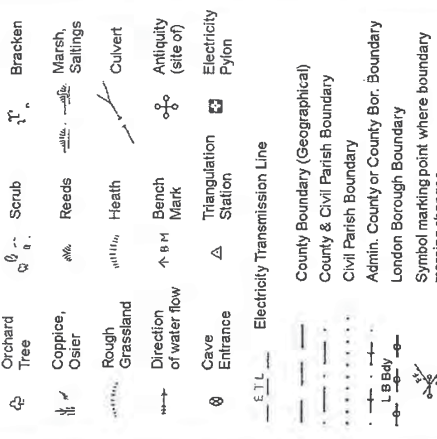 Orchard
Tree
Scrub
Bracken
Coppice,
Osier
Reeds
Marsh,
Saltings
Rough
Grassland
Heath
Culvert
Direction
of water flow
B M
Bench
Mark
Antiquity
(site of)
Cave
Entrance
Triangulation
Station
Electricity
Pylon
E T L
Electricity Transmission Line
County Boundary (Geographical)
County & Civil Parish Boundary
Civil Parish Boundary
Admin. County or County Bor. Boundary
L B Bdy
London Borough Boundary
Symbol marking point where boundary